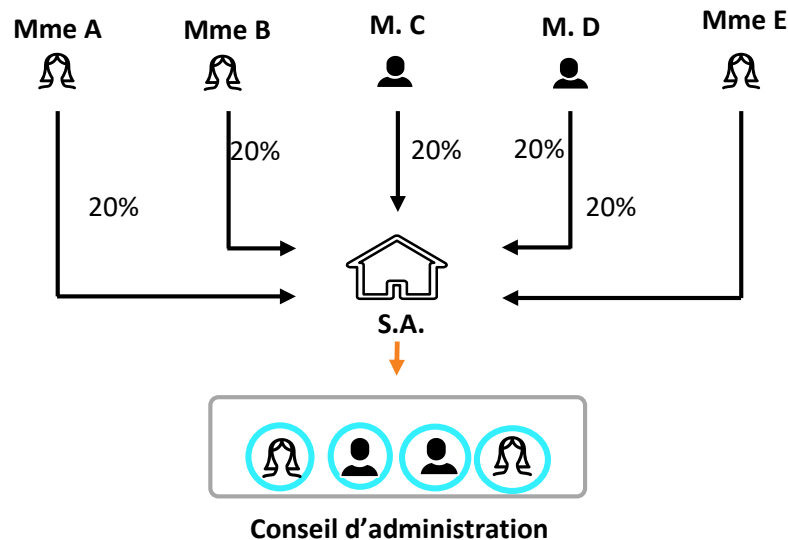 Mme A
Mme B
M. C
M. D
Mme E
20%
20%
20%
20%
20%
S.A.
Conseil d’administration